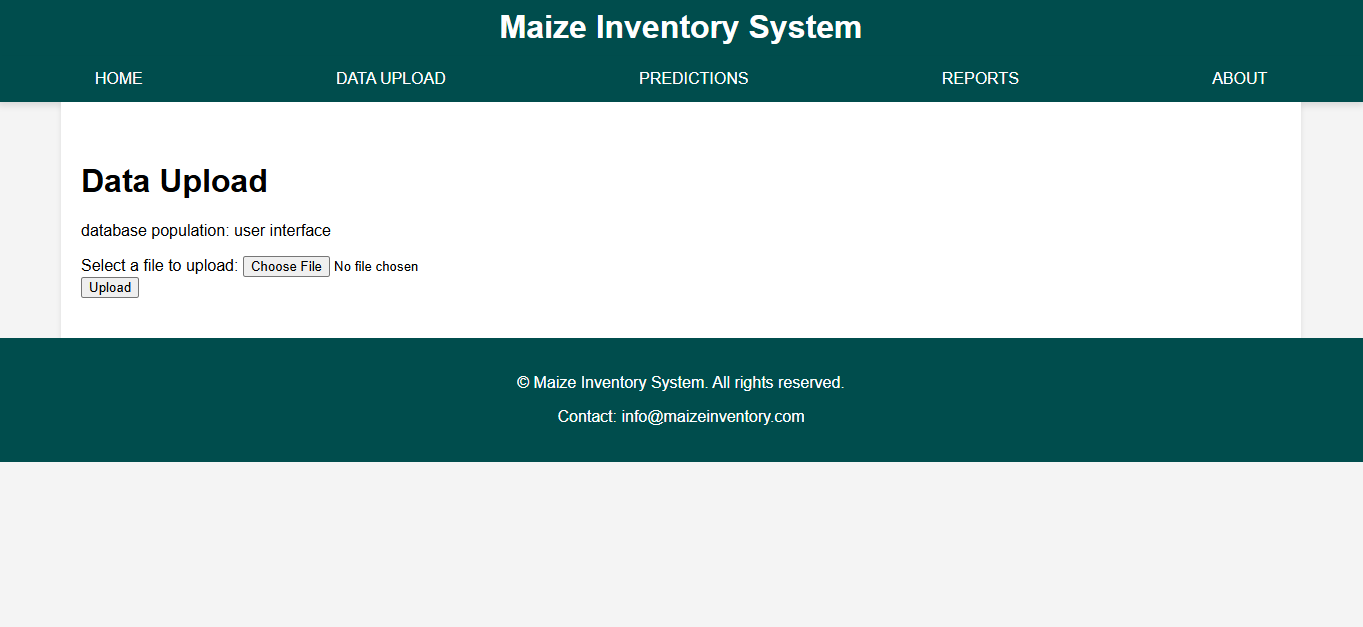 Maize Inventory System
HOME DATA UPLOAD PREDICTIONS REPORTS ABOUT
Data Upload
database population: user interface
Select a file to upload: Choose File No file chosen
Upload
© Maize Inventory System. All rights reserved.
Contact: info@maizeinventory.com